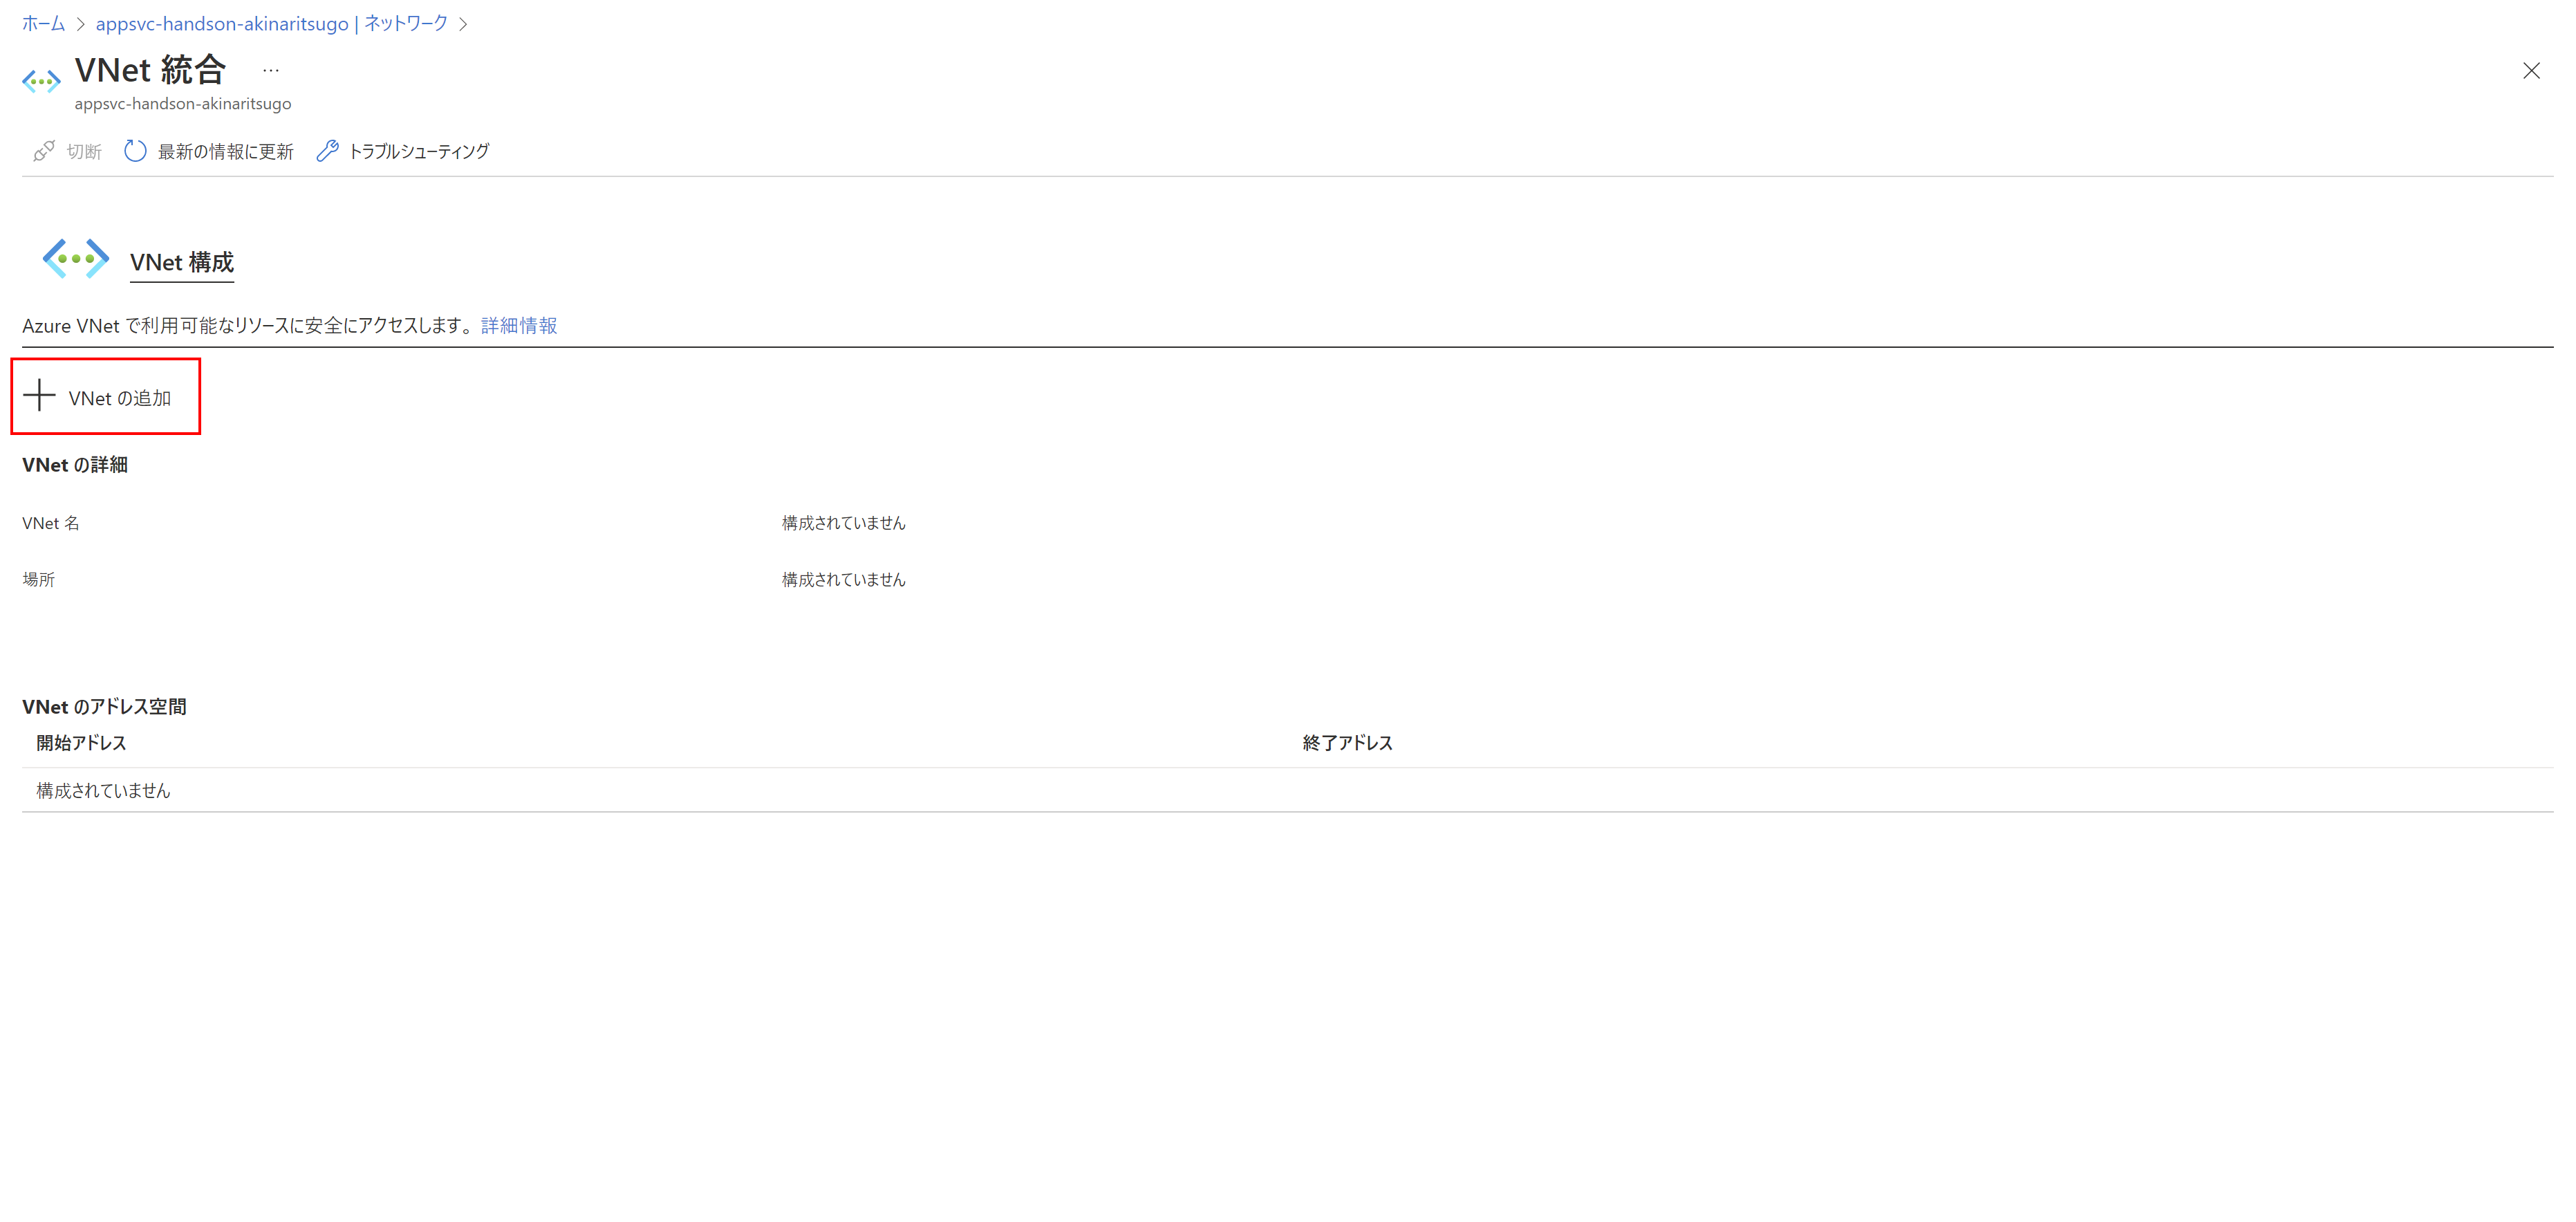 ホーム > appsvc-handson-akinaritsugo | ネットワーク >
VNet 統合 …
appsvc-handson-akinaritsugo
切断 最新の情報に更新 トラブルシューティング
VNet 構成
Azure VNet で利用可能なリソースに安全にアクセスします。 詳細情報
VNet の追加
VNet の詳細
VNet 名 構成されていません
場所 構成されていません
VNet のアドレス空間
開始アドレス 終了アドレス
構成されていません